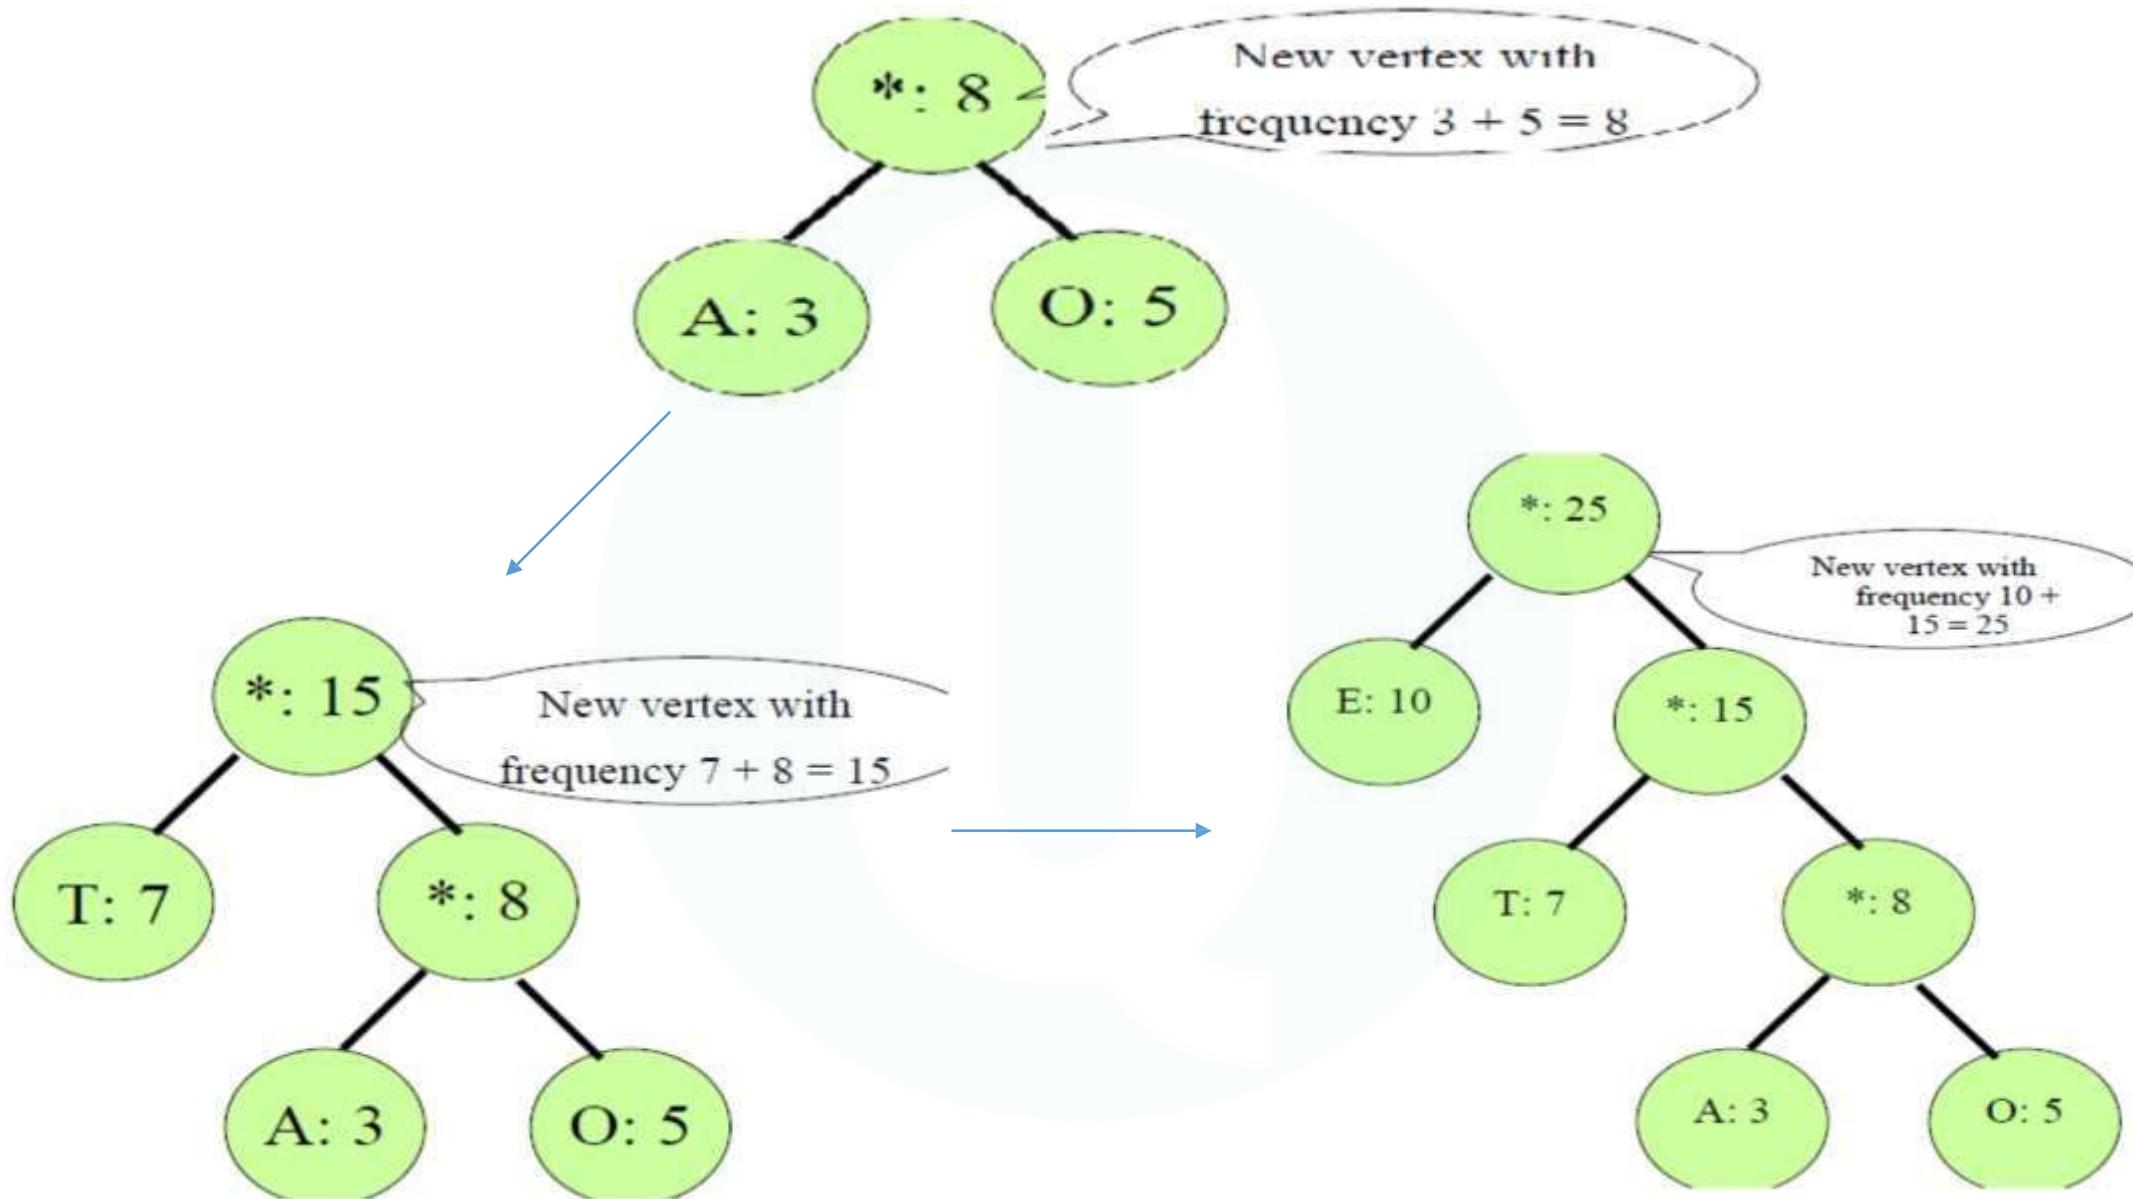 *: 8
New vertex with
frequency 3 + 5 = 8
A: 3
O: 5
*: 15
New vertex with
frequency 7 + 8 = 15
T: 7
*: 8
A: 3
O: 5
*: 25
New vertex with
frequency 10 +
15 = 25
E: 10
*: 15
T: 7
*: 8
A: 3
O: 5